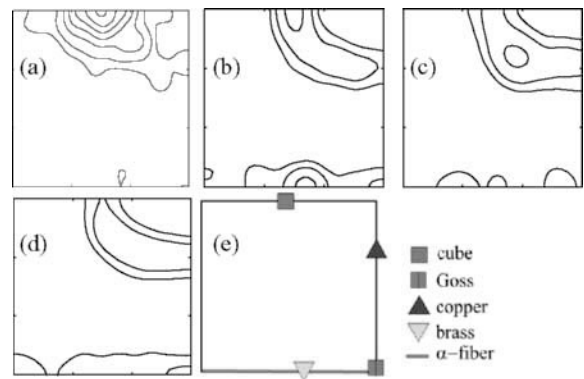 (a)
(b)
(c)
(d)
(e)
cube
Goss
copper
brass
α-fiber